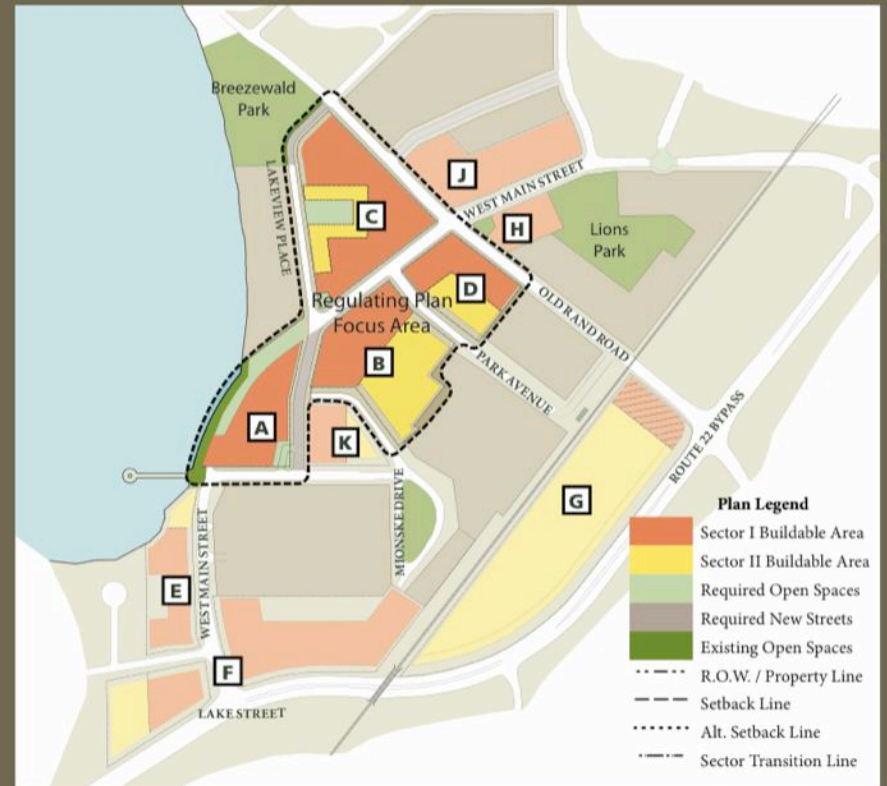 Breezewald
Park
LAKEVIEW PLACE
J
WEST MAIN STREET
C
H
Lions
Park
D
Regulating Plan
Focus Area
OLD RAND ROAD
B
PARK AVENUE
A
K
ROUTE 22 BYPASS
MIONSKE DRIVE
G
WEST MAIN STREET
E
F
LAKE STREET
Plan Legend
Sector I Buildable Area
Sector II Buildable Area
Required Open Spaces
Required New Streets
Existing Open Spaces
R.O.W. / Property Line
Setback Line
Alt. Setback Line
Sector Transition Line